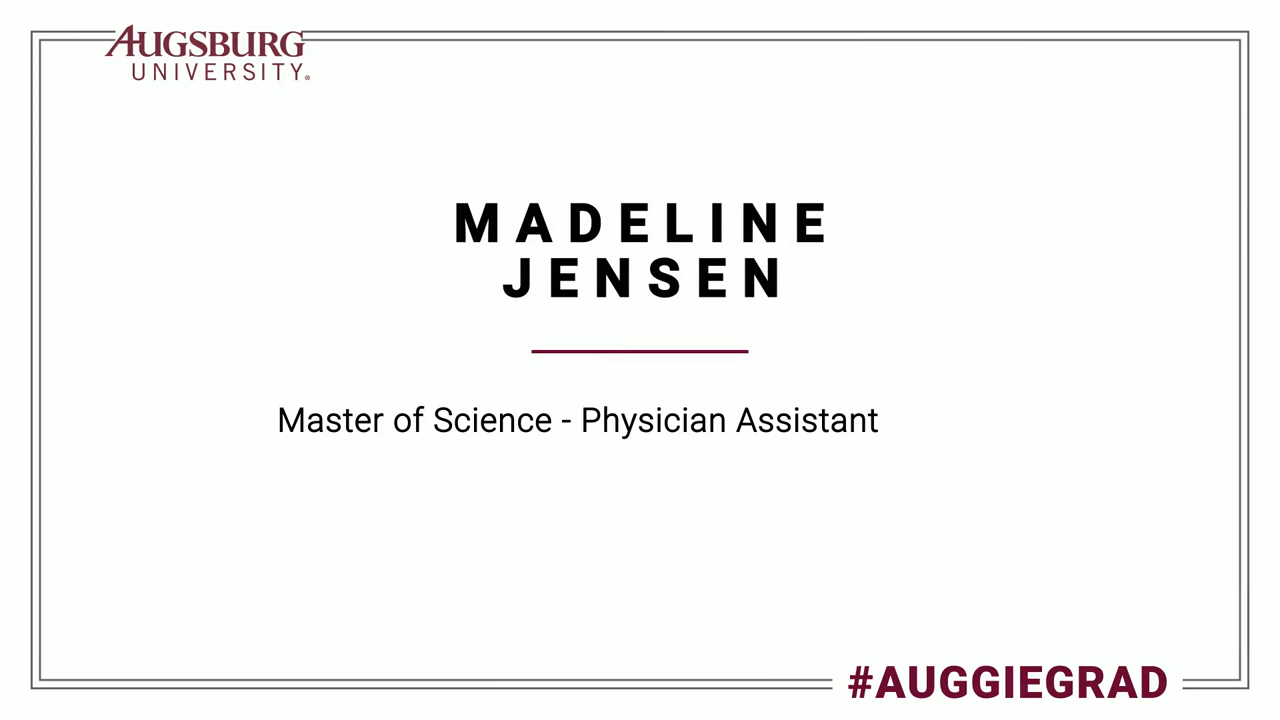 AUGSBURG
UNIVERSITY®
MADELINE
JENSEN
Master of Science - Physician Assistant
#AUGGIEGRAD